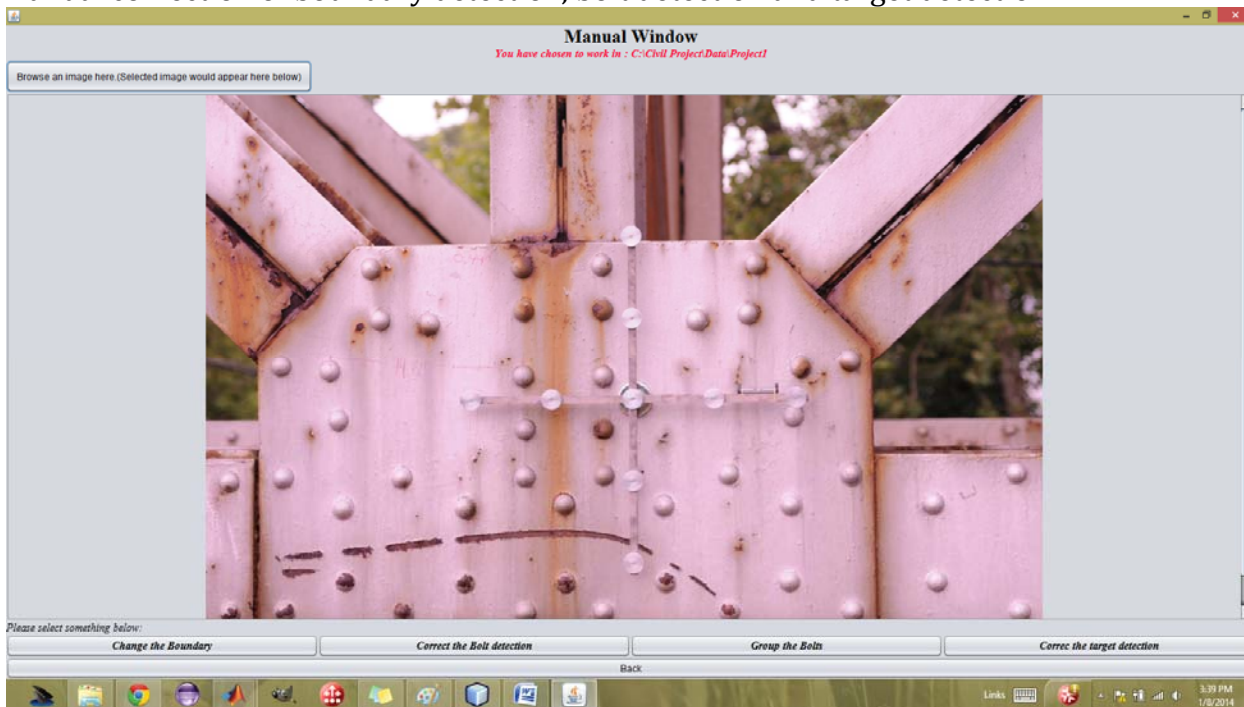 Manual Window
You have chosen to work in : C:\Civil Project\Data\Project1
Browse an image here.(Selected image would appear here below)
Please select something below:
Change the Boundary
Correct the Bolt detection
Group the Bolts
Correc the target detection
Back
Links
3:39 PM
1/8/2014